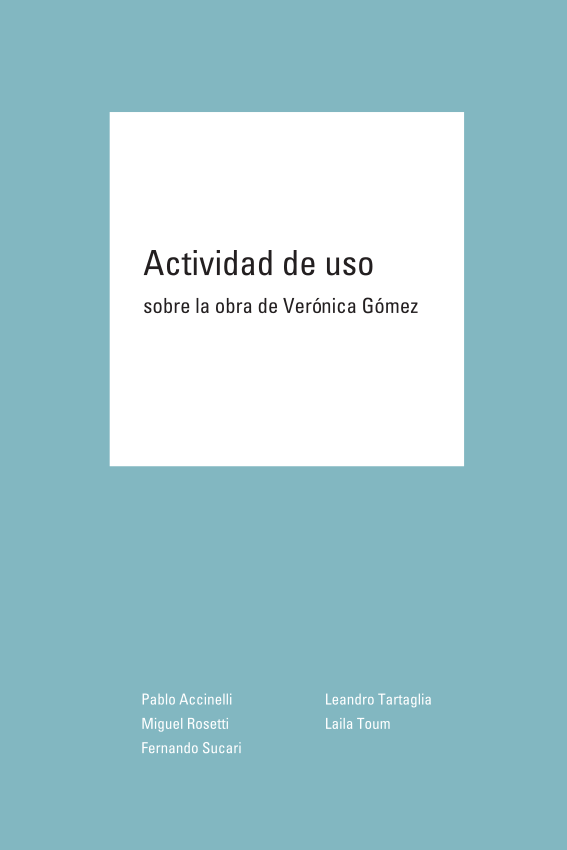 Actividad de uso
sobre la obra de Verónica Gómez
Pablo Accinelli
Miguel Rosetti
Fernando Sucari
Leandro Tartaglia
Laila Toum